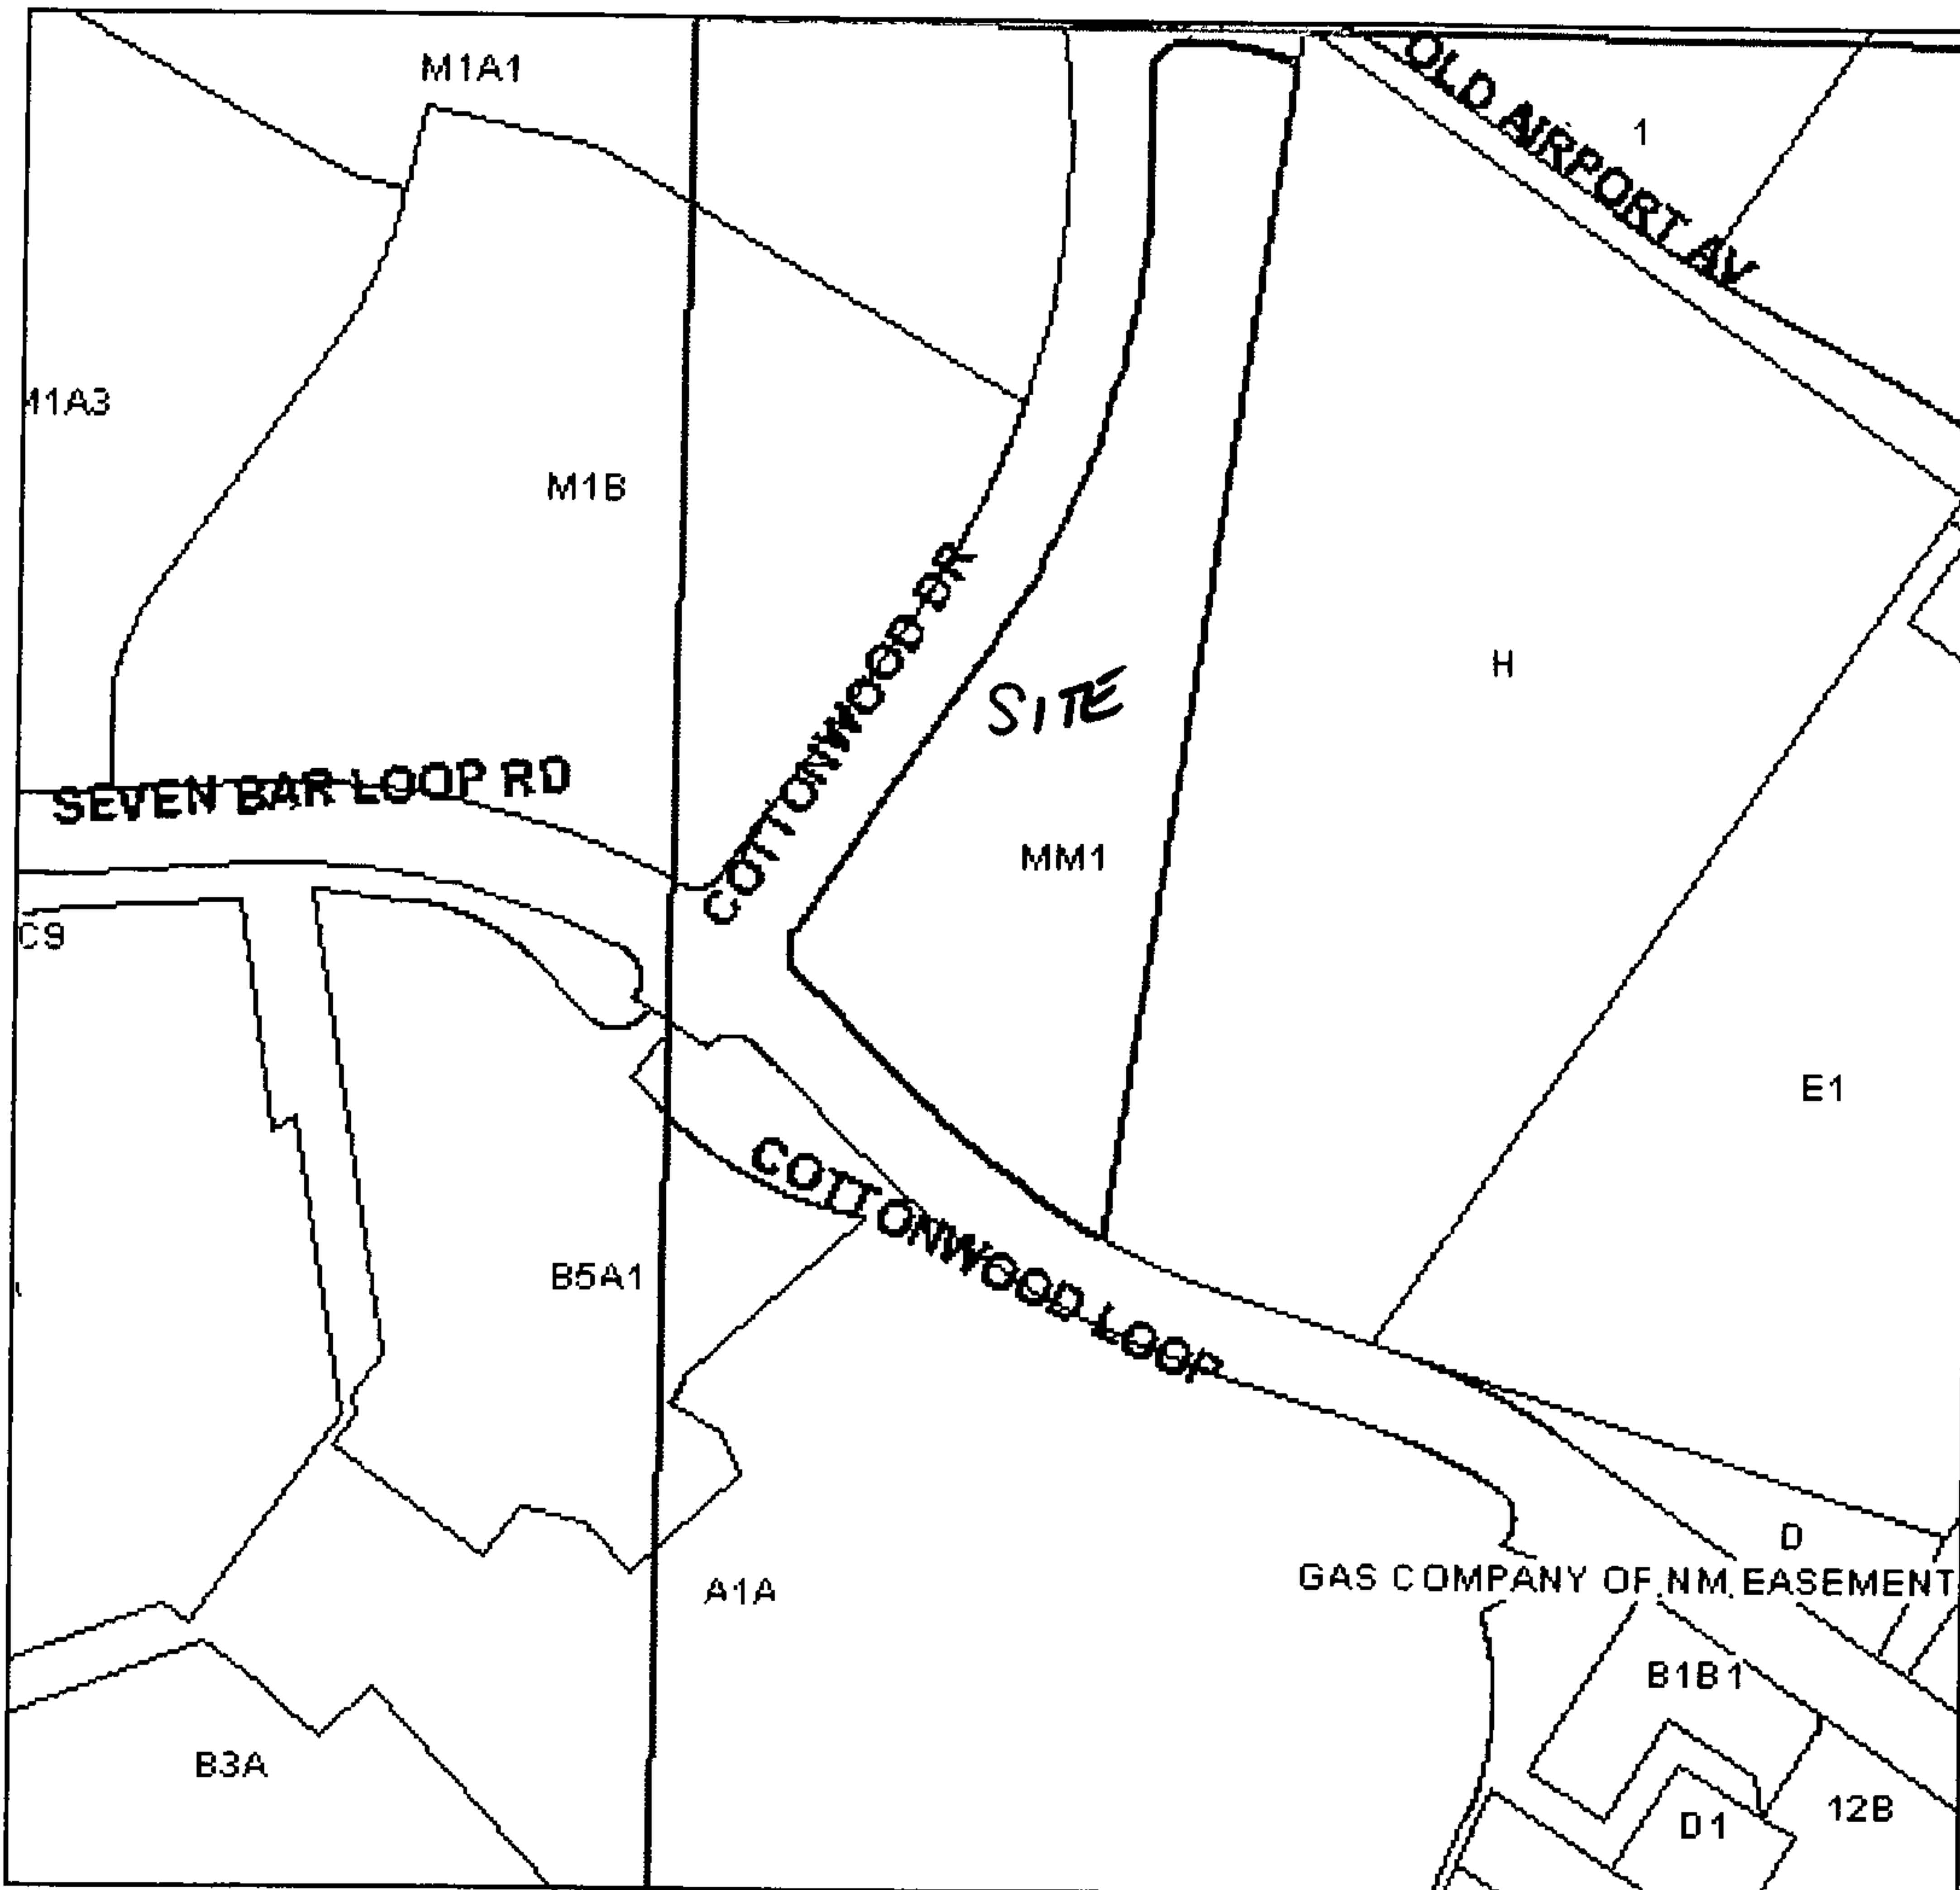 M1A1
OLD AIRPORT AV
1
M1A3
M1B
COTTONWOOD DR
SITE
H
SEVEN BAR LOOP RD
MM1
C9
E1
COTTONWOOD LOOP
B5A1
D
GAS COMPANY OF NM EASEMENT
A1A
B1B1
B3A
D1
12B